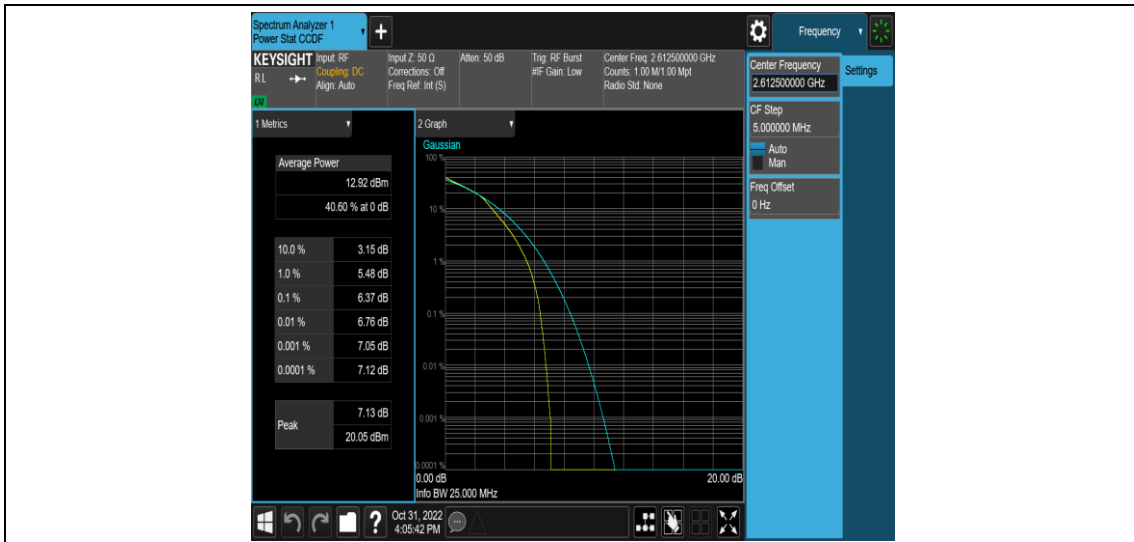 Spectrum Analyzer 1
Power Stat CCDF
Frequency
KEYSIGHT
RL
Input: RF
Coupling: DC
Align: Auto
Input Z: 50 Ω
Corrections: Off
Freq Ref: Int (S)
Atten: 50 dB
Trig: RF Burst
#IF Gain: Low
Center Freq: 2.612500000 GHz
Counts: 1.00 M/1.00 Mpt
Radio Std: None
Center Frequency
2.612500000 GHz
Settings
CF Step
5.000000 MHz
Auto
Man
Freq Offset
0 Hz
1 Metrics
Average Power
12.92 dBm
40.60 % at 0 dB
10.0 % 3.15 dB
1.0 % 5.48 dB
0.1 % 6.37 dB
0.01 % 6.76 dB
0.001 % 7.05 dB
0.0001 % 7.12 dB
Peak 7.13 dB
20.05 dBm
2 Graph
Gaussian
100 %
10 %
1 %
0.1 %
0.01 %
0.001 %
0.0001 %
0.00 dB 20.00 dB
Info BW 25.000 MHz
Oct 31, 2022
4:05:42 PM